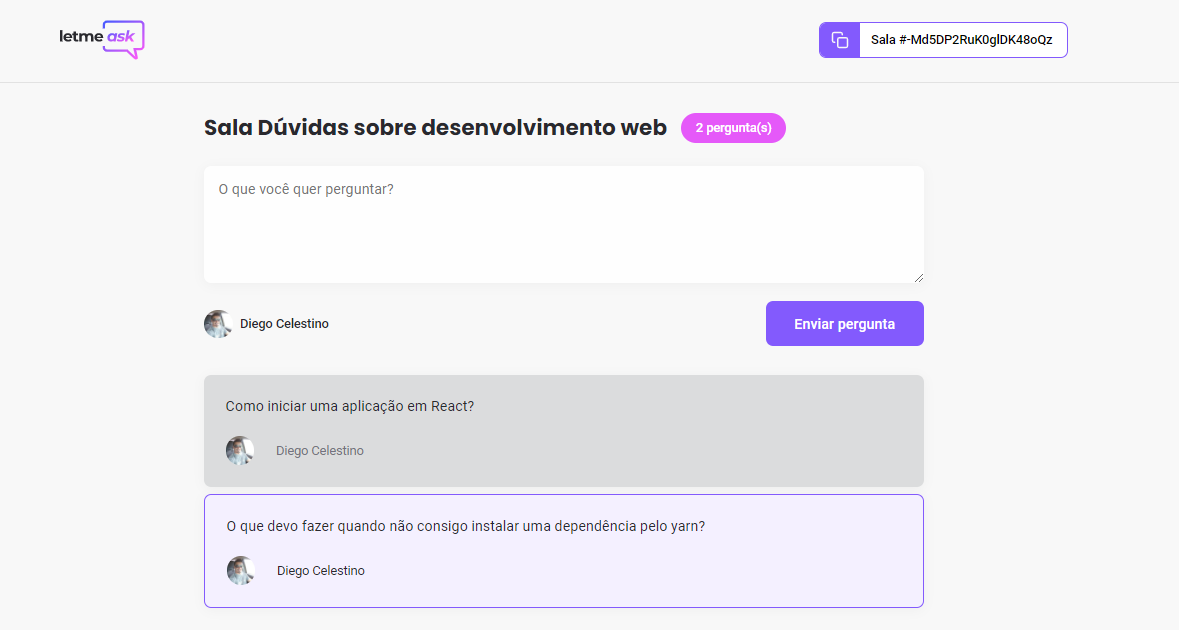 letme ask
Sala #-Md5DP2RuK0glDK48oQz
Sala Dúvidas sobre desenvolvimento web
2 pergunta(s)
O que você quer perguntar?
Diego Celestino
Enviar pergunta
Como iniciar uma aplicação em React?
Diego Celestino
O que devo fazer quando não consigo instalar uma dependência pelo yarn?
Diego Celestino